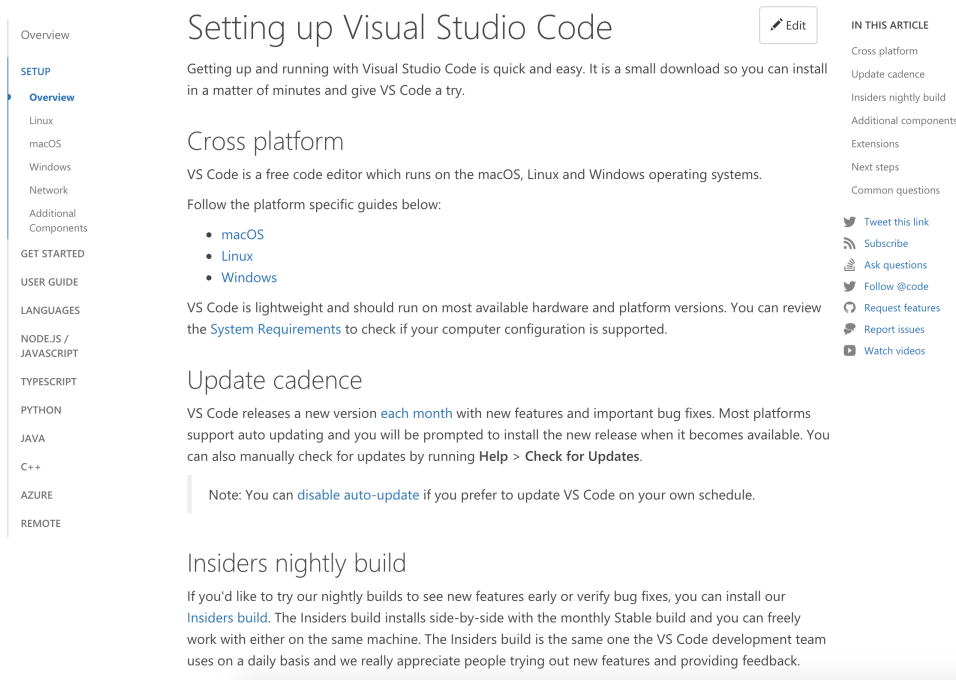 Overview
SETUP
Overview
Linux
macOS
Windows
Network
Additional
Components
GET STARTED
USER GUIDE
LANGUAGES
NODE.JS /
JAVASCRIPT
TYPESCRIPT
PYTHON
JAVA
C++
AZURE
REMOTE
Setting up Visual Studio Code
Edit
Getting up and running with Visual Studio Code is quick and easy. It is a small download so you can install
in a matter of minutes and give VS Code a try.
Cross platform
VS Code is a free code editor which runs on the macOS, Linux and Windows operating systems.
Follow the platform specific guides below:
• macOS
• Linux
• Windows
VS Code is lightweight and should run on most available hardware and platform versions. You can review
the System Requirements to check if your computer configuration is supported.
Update cadence
VS Code releases a new version each month with new features and important bug fixes. Most platforms
support auto updating and you will be prompted to install the new release when it becomes available. You
can also manually check for updates by running Help > Check for Updates.
Note: You can disable auto-update if you prefer to update VS Code on your own schedule.
Insiders nightly build
If you'd like to try our nightly builds to see new features early or verify bug fixes, you can install our
Insiders build. The Insiders build installs side-by-side with the monthly Stable build and you can freely
work with either on the same machine. The Insiders build is the same one the VS Code development team
uses on a daily basis and we really appreciate people trying out new features and providing feedback.
IN THIS ARTICLE
Cross platform
Update cadence
Insiders nightly build
Additional components
Extensions
Next steps
Common questions
Tweet this link
Subscribe
Ask questions
Follow @code
Request features
Report issues
Watch videos